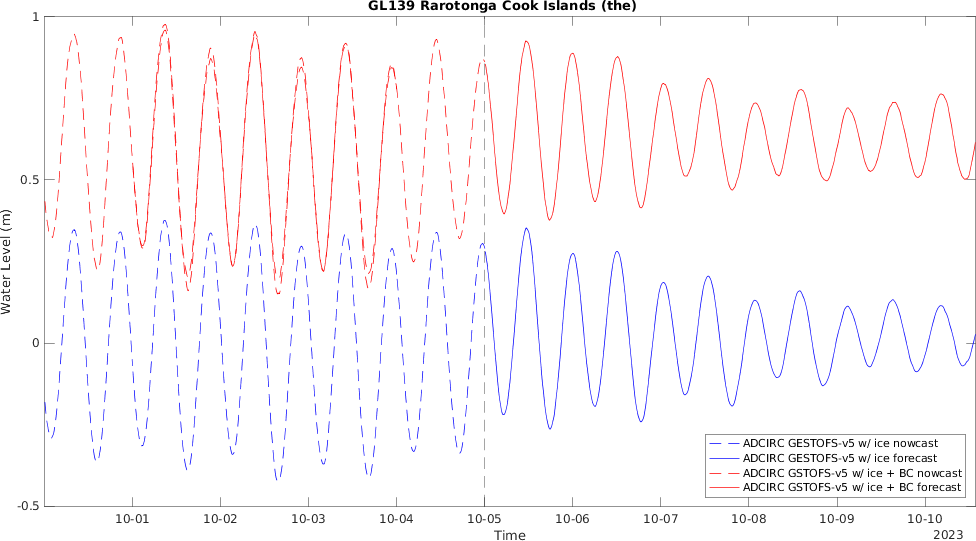 GL139 Rarotonga Cook Islands (the)
1
0.5
0
-0.5
Water Level (m)
10-01 10-02 10-03 10-04 10-05 10-06 10-07 10-08 10-09 10-10
Time
2023
ADCIRC GESTOFS-v5 w/ ice nowcast
ADCIRC GESTOFS-v5 w/ ice forecast
ADCIRC GSTOFS-v5 w/ ice + BC nowcast
ADCIRC GSTOFS-v5 w/ ice + BC forecast